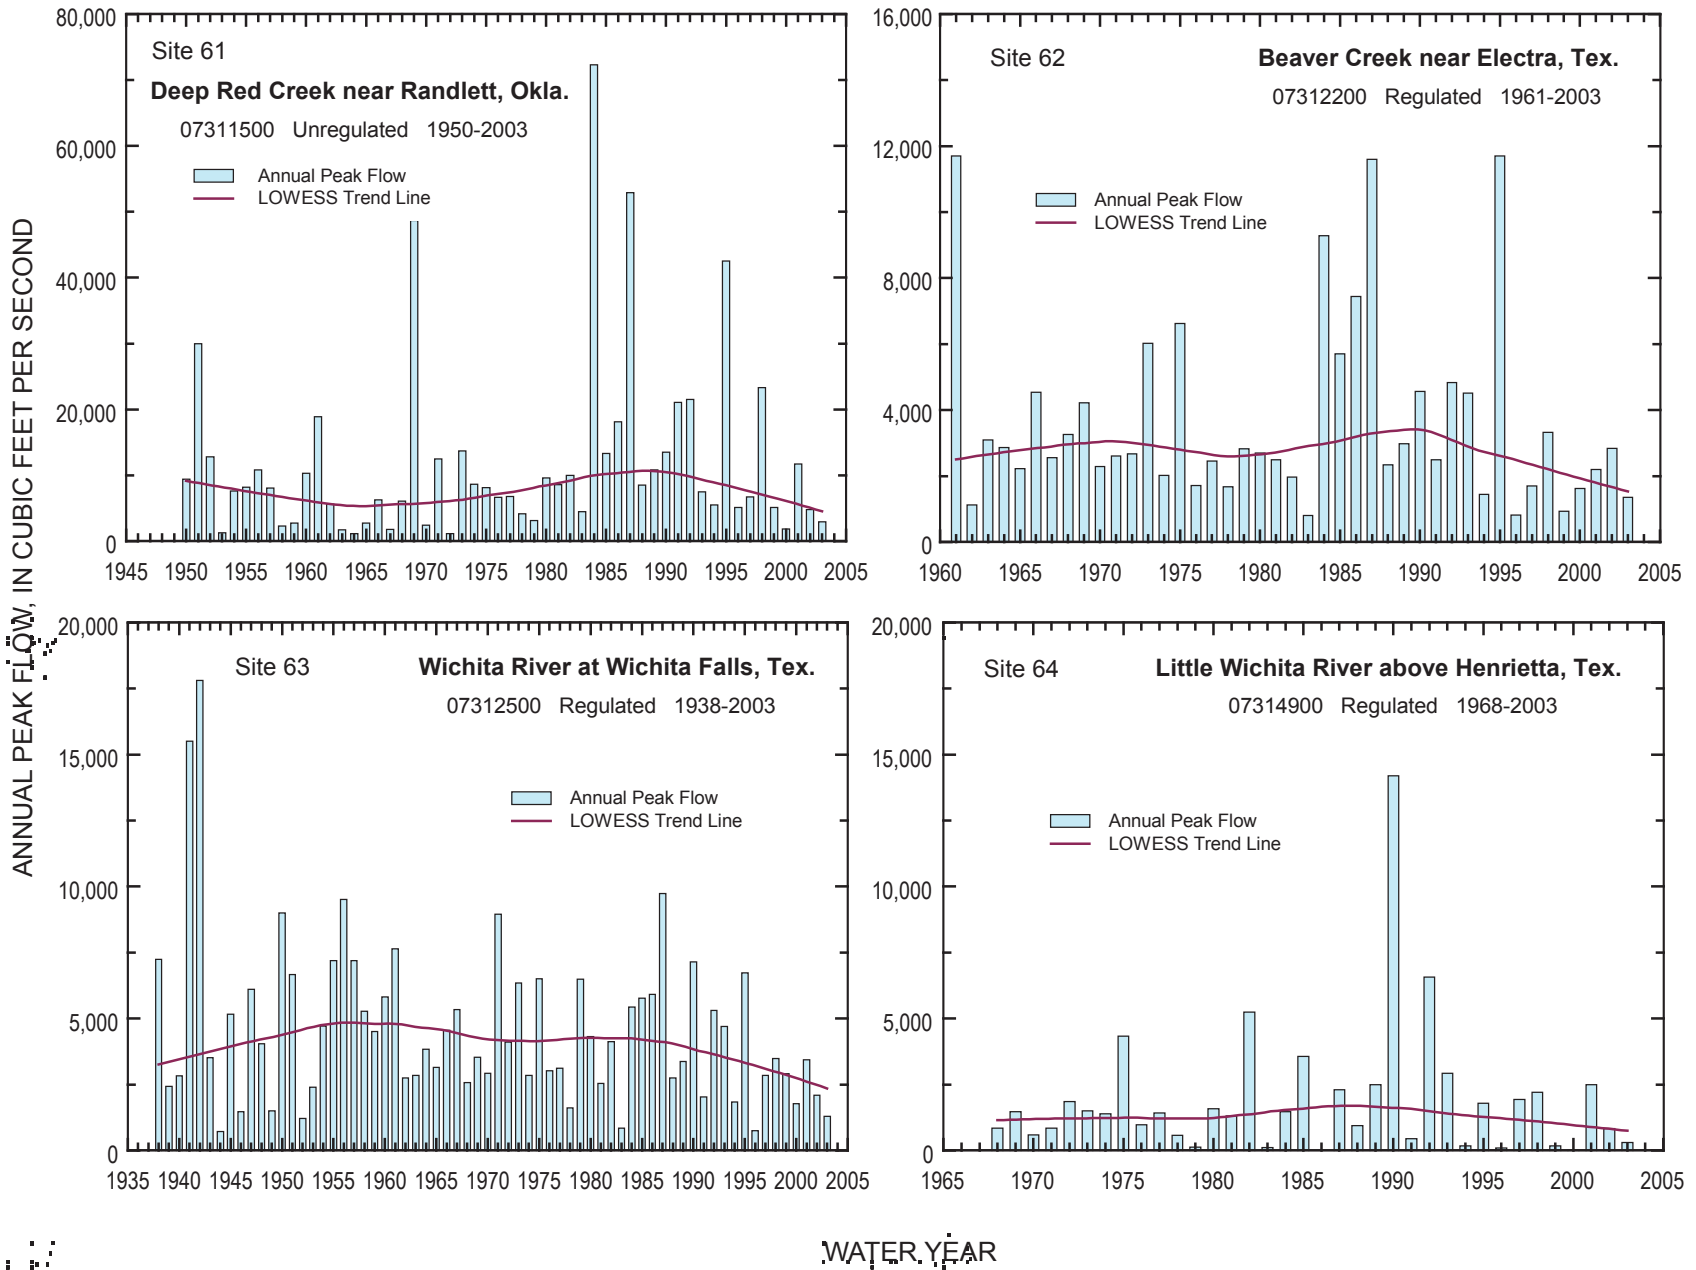 ANNUAL PEAK FLOW, IN CUBIC FEET PER SECOND
80,000
60,000
40,000
20,000
0
Site 61
Deep Red Creek near Randlett, Okla.
07311500 Unregulated 1950-2003
Annual Peak Flow
LOWESS Trend Line
1945 1950 1955 1960 1965 1970 1975 1980 1985 1990 1995 2000 2005
16,000
12,000
8,000
4,000
0
Site 62
Beaver Creek near Electra, Tex.
07312200 Regulated 1961-2003
Annual Peak Flow
LOWESS Trend Line
1960 1965 1970 1975 1980 1985 1990 1995 2000 2005
20,000
15,000
10,000
5,000
0
Site 63
Wichita River at Wichita Falls, Tex.
07312500 Regulated 1938-2003
Annual Peak Flow
LOWESS Trend Line
1935 1940 1945 1950 1955 1960 1965 1970 1975 1980 1985 1990 1995 2000 2005
20,000
15,000
10,000
5,000
0
Site 64
Little Wichita River above Henrietta, Tex.
07314900 Regulated 1968-2003
Annual Peak Flow
LOWESS Trend Line
1965 1970 1975 1980 1985 1990 1995 2000 2005
WATER YEAR